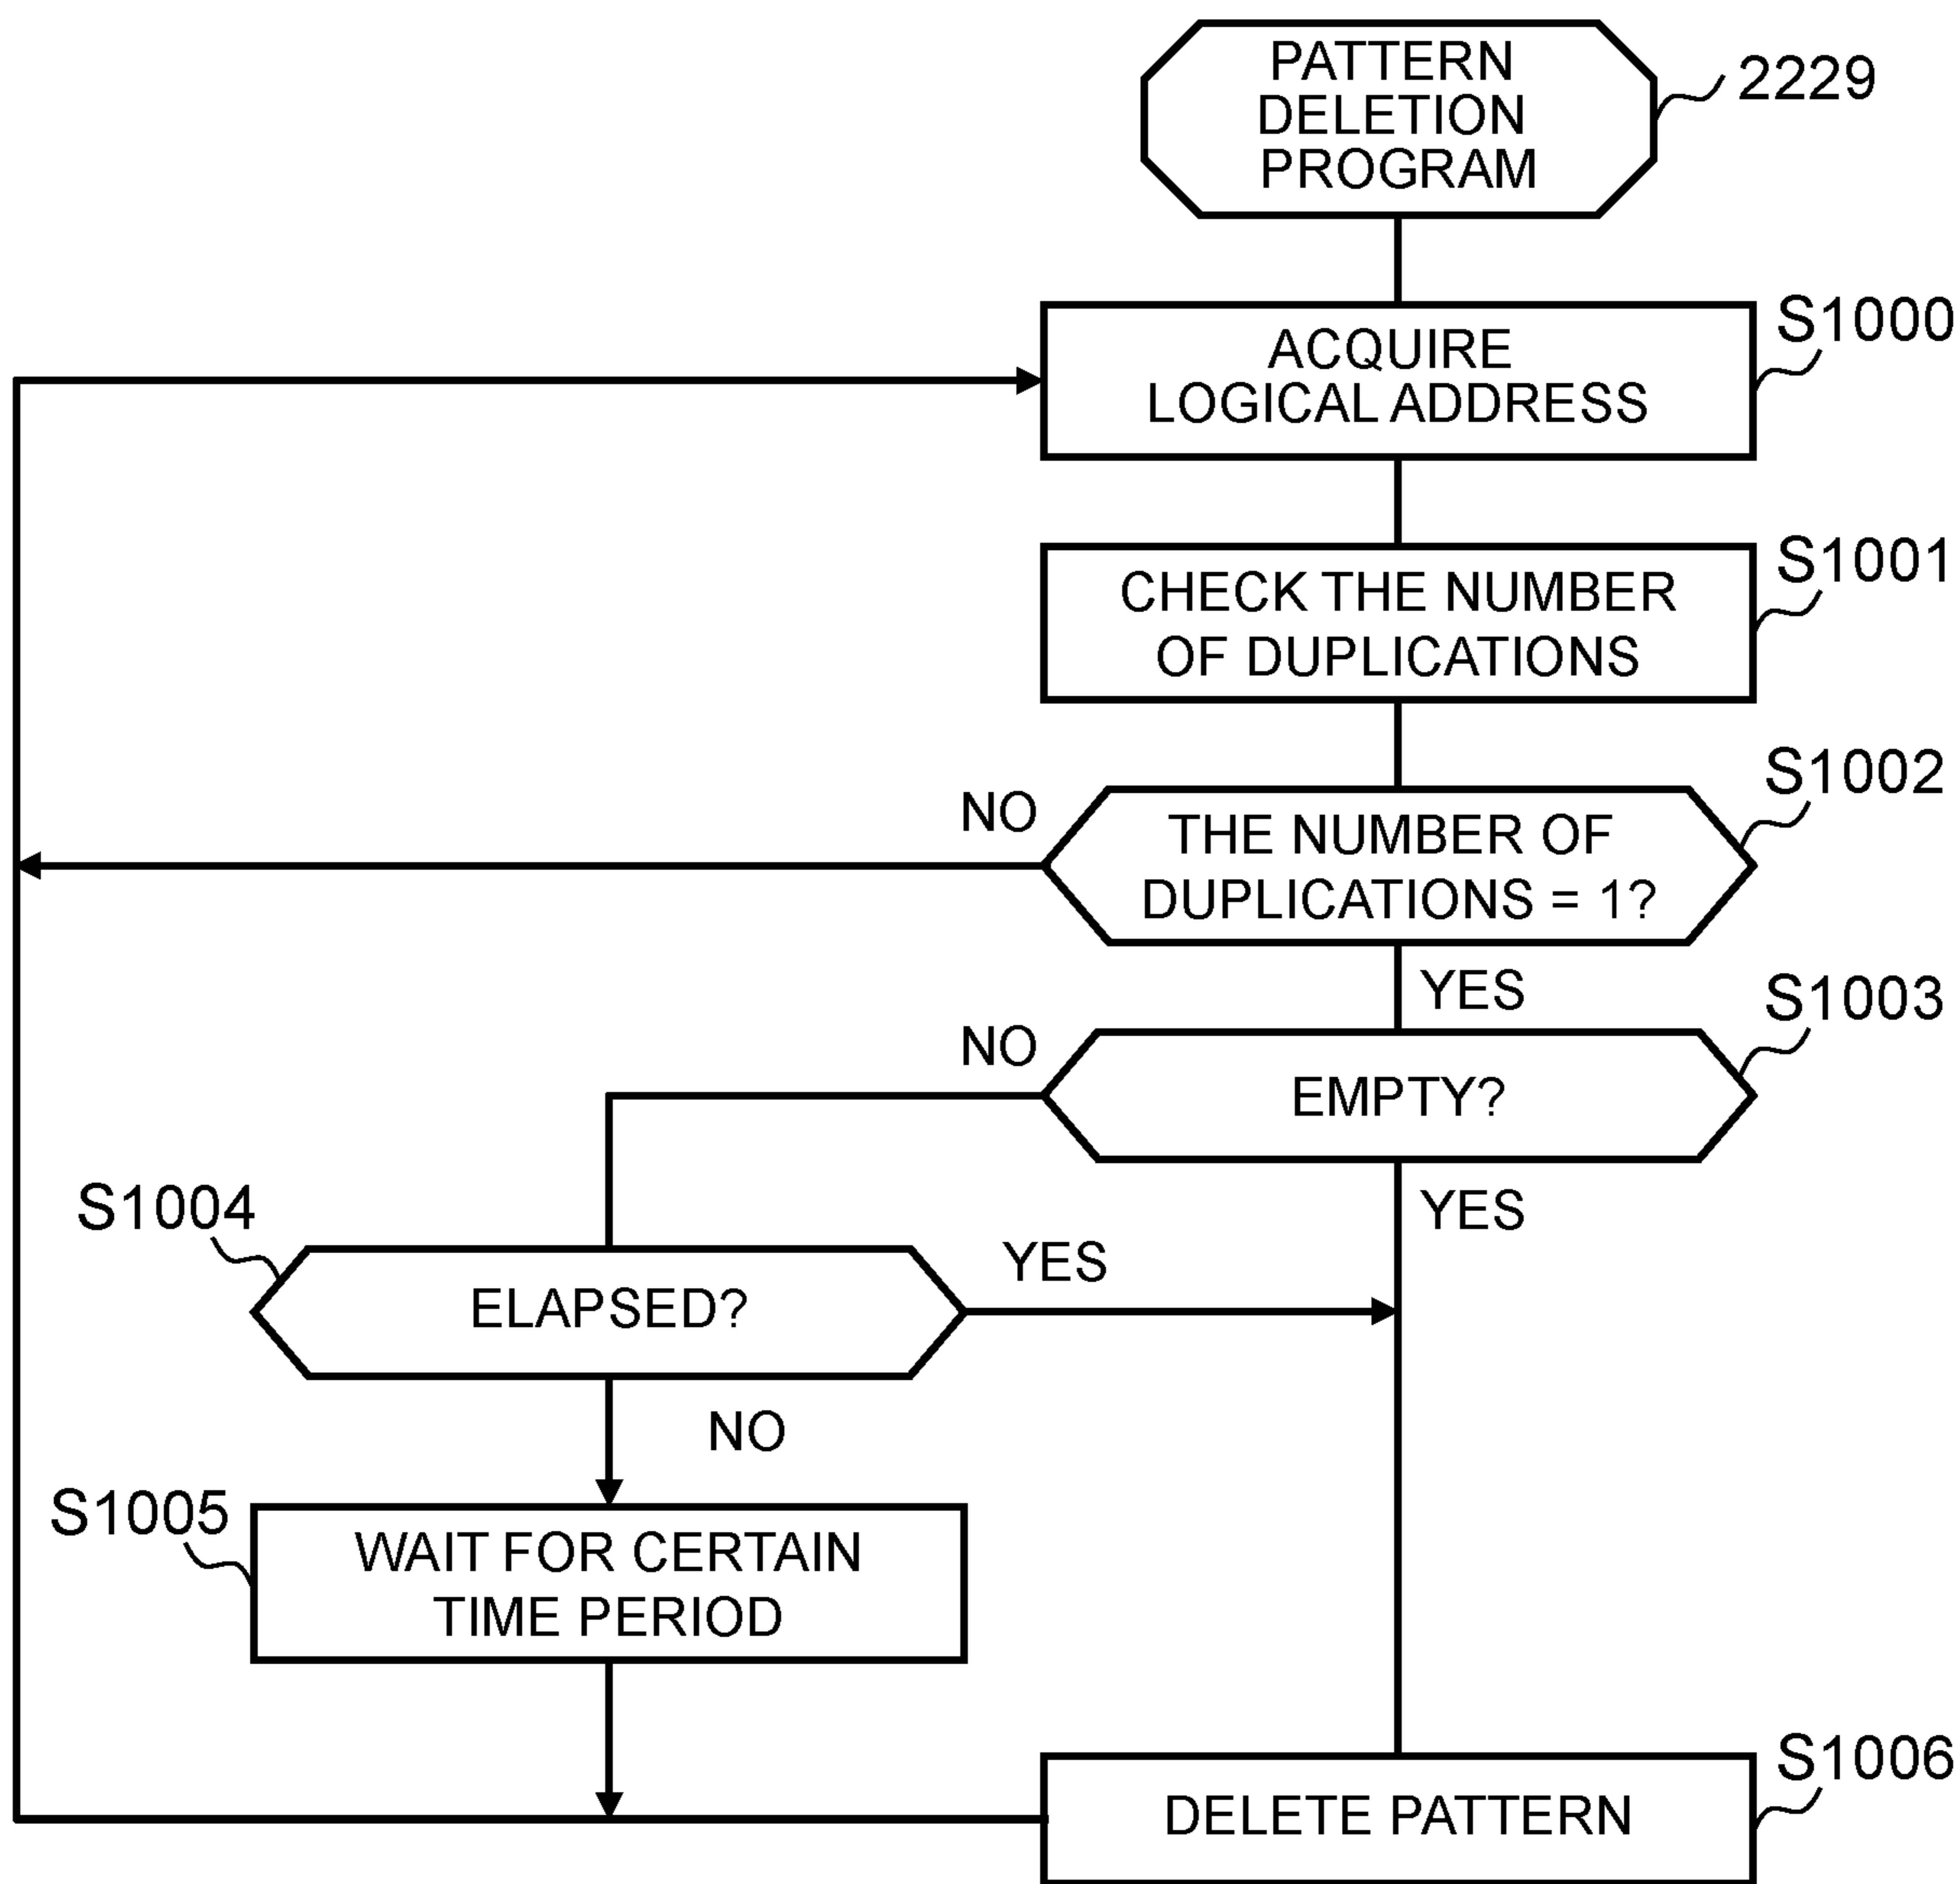 PATTERN
DELETION
PROGRAM
2229
ACQUIRE
LOGICAL ADDRESS
S1000
CHECK THE NUMBER
OF DUPLICATIONS
S1001
THE NUMBER OF
DUPLICATIONS = 1?
S1002
NO
YES
EMPTY?
S1003
NO
YES
S1004
ELAPSED?
YES
NO
S1005
WAIT FOR CERTAIN
TIME PERIOD
DELETE PATTERN
S1006